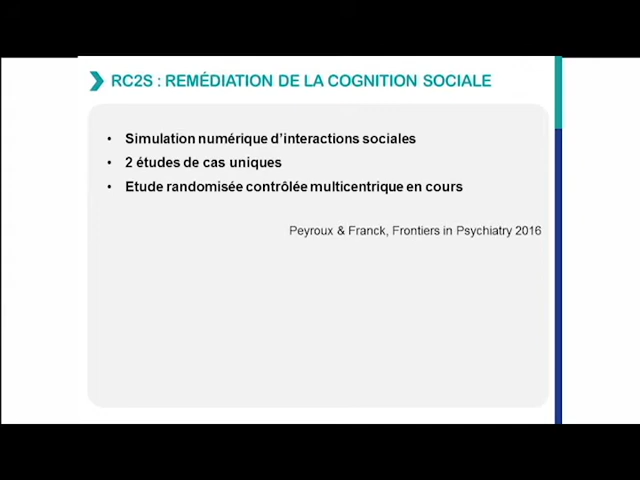 RC2S : REMÉDIATION DE LA COGNITION SOCIALE
• Simulation numérique d'interactions sociales
• 2 études de cas uniques
• Etude randomisée contrôlée multicentrique en cours
Peyroux & Franck, Frontiers in Psychiatry 2016